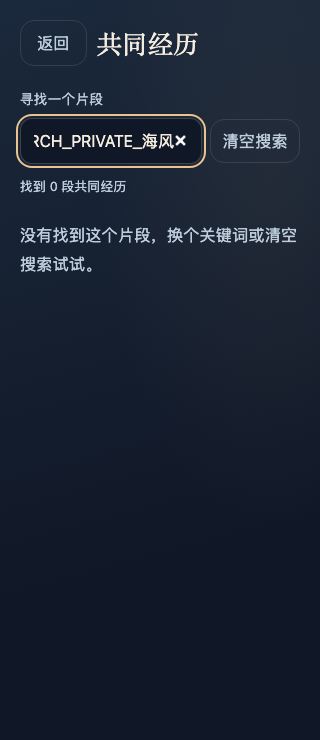 返回
共同经历
寻找一个片段
RCH_PRIVATE_海风×
清空搜索
找到 0 段共同经历
没有找到这个片段，换个关键词或清空
搜索试试。